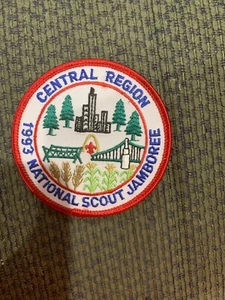 CENTRAL REGION
1993 NATIONAL SCOUT JAMBOREE